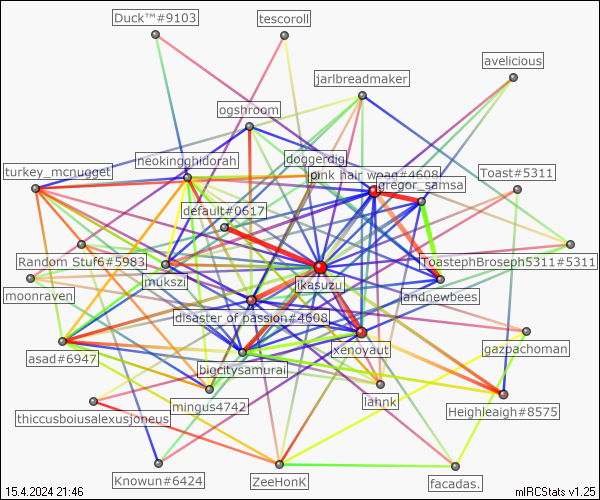 Duck™#9103
tescoroll
avelicious
jarlbreadmaker
ogshroom
doggerdig
neokingghidorah
turkey_mcnugget
pink hair woag#4608
Toast#5311
gregor_samsa
default#0617
Random Stuf6#5983
ToastephBroseph5311#5311
mukszi
ikasuzu
moonraven
andnewbees
disaster of passion#4608
xenoyaut
gazpachoman
asad#6947
bigcitysamurai
mingus4742
lahnk
Heighleaigh#8575
thiccusboiusalexusjoneus
Knowun#6424
ZeeHonK
facadas.
15.4.2024 21:46
mIRCStats v1.25